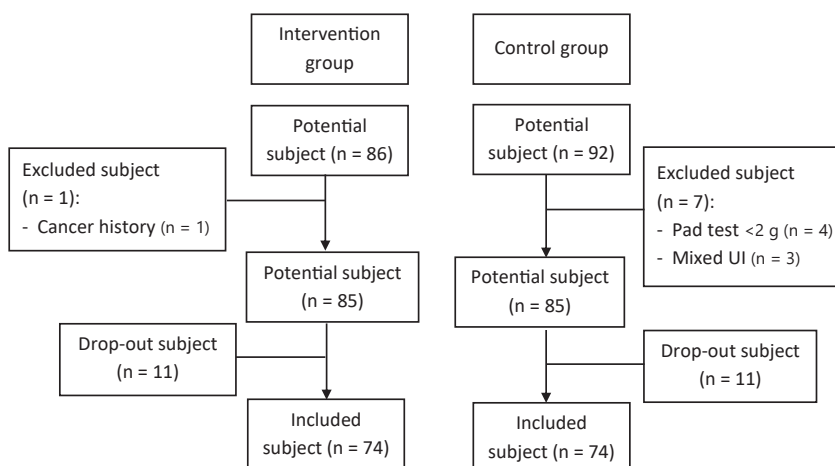 Intervention
group
Control group
Potential
subject (n = 86)
Potential
subject (n = 92)
Excluded subject
(n = 1):
- Cancer history (n = 1)
Excluded subject
(n = 7):
- Pad test <2 g (n = 4)
- Mixed UI (n = 3)
Potential subject
(n = 85)
Potential subject
(n = 85)
Drop-out subject
(n = 11)
Drop-out subject
(n = 11)
Included
subject (n = 74)
Included
subject (n = 74)